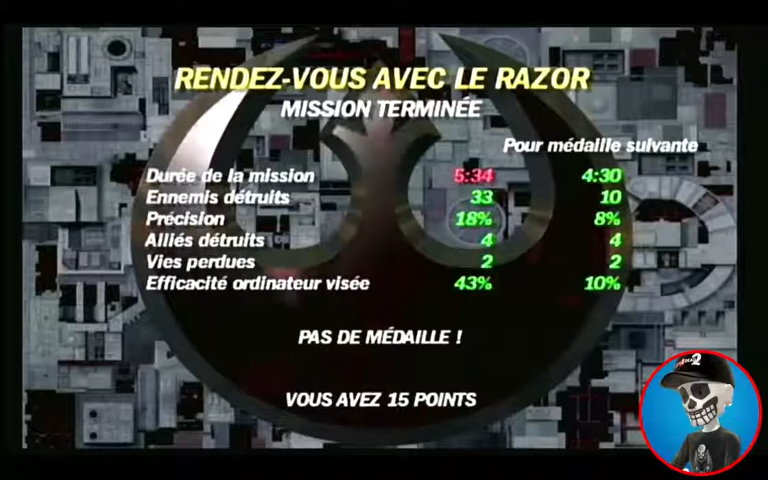 RENDEZ-VOUS AVEC LE RAZOR
MISSION TERMINÉE
Pour médaille suivante
Durée de la mission 5:34 4:30
Ennemis détruits 33 10
Précision 18% 8%
Alliés détruits 4 4
Vies perdues 2 2
Efficacité ordinateur visée 43% 10%
PAS DE MÉDAILLE !
VOUS AVEZ 15 POINTS